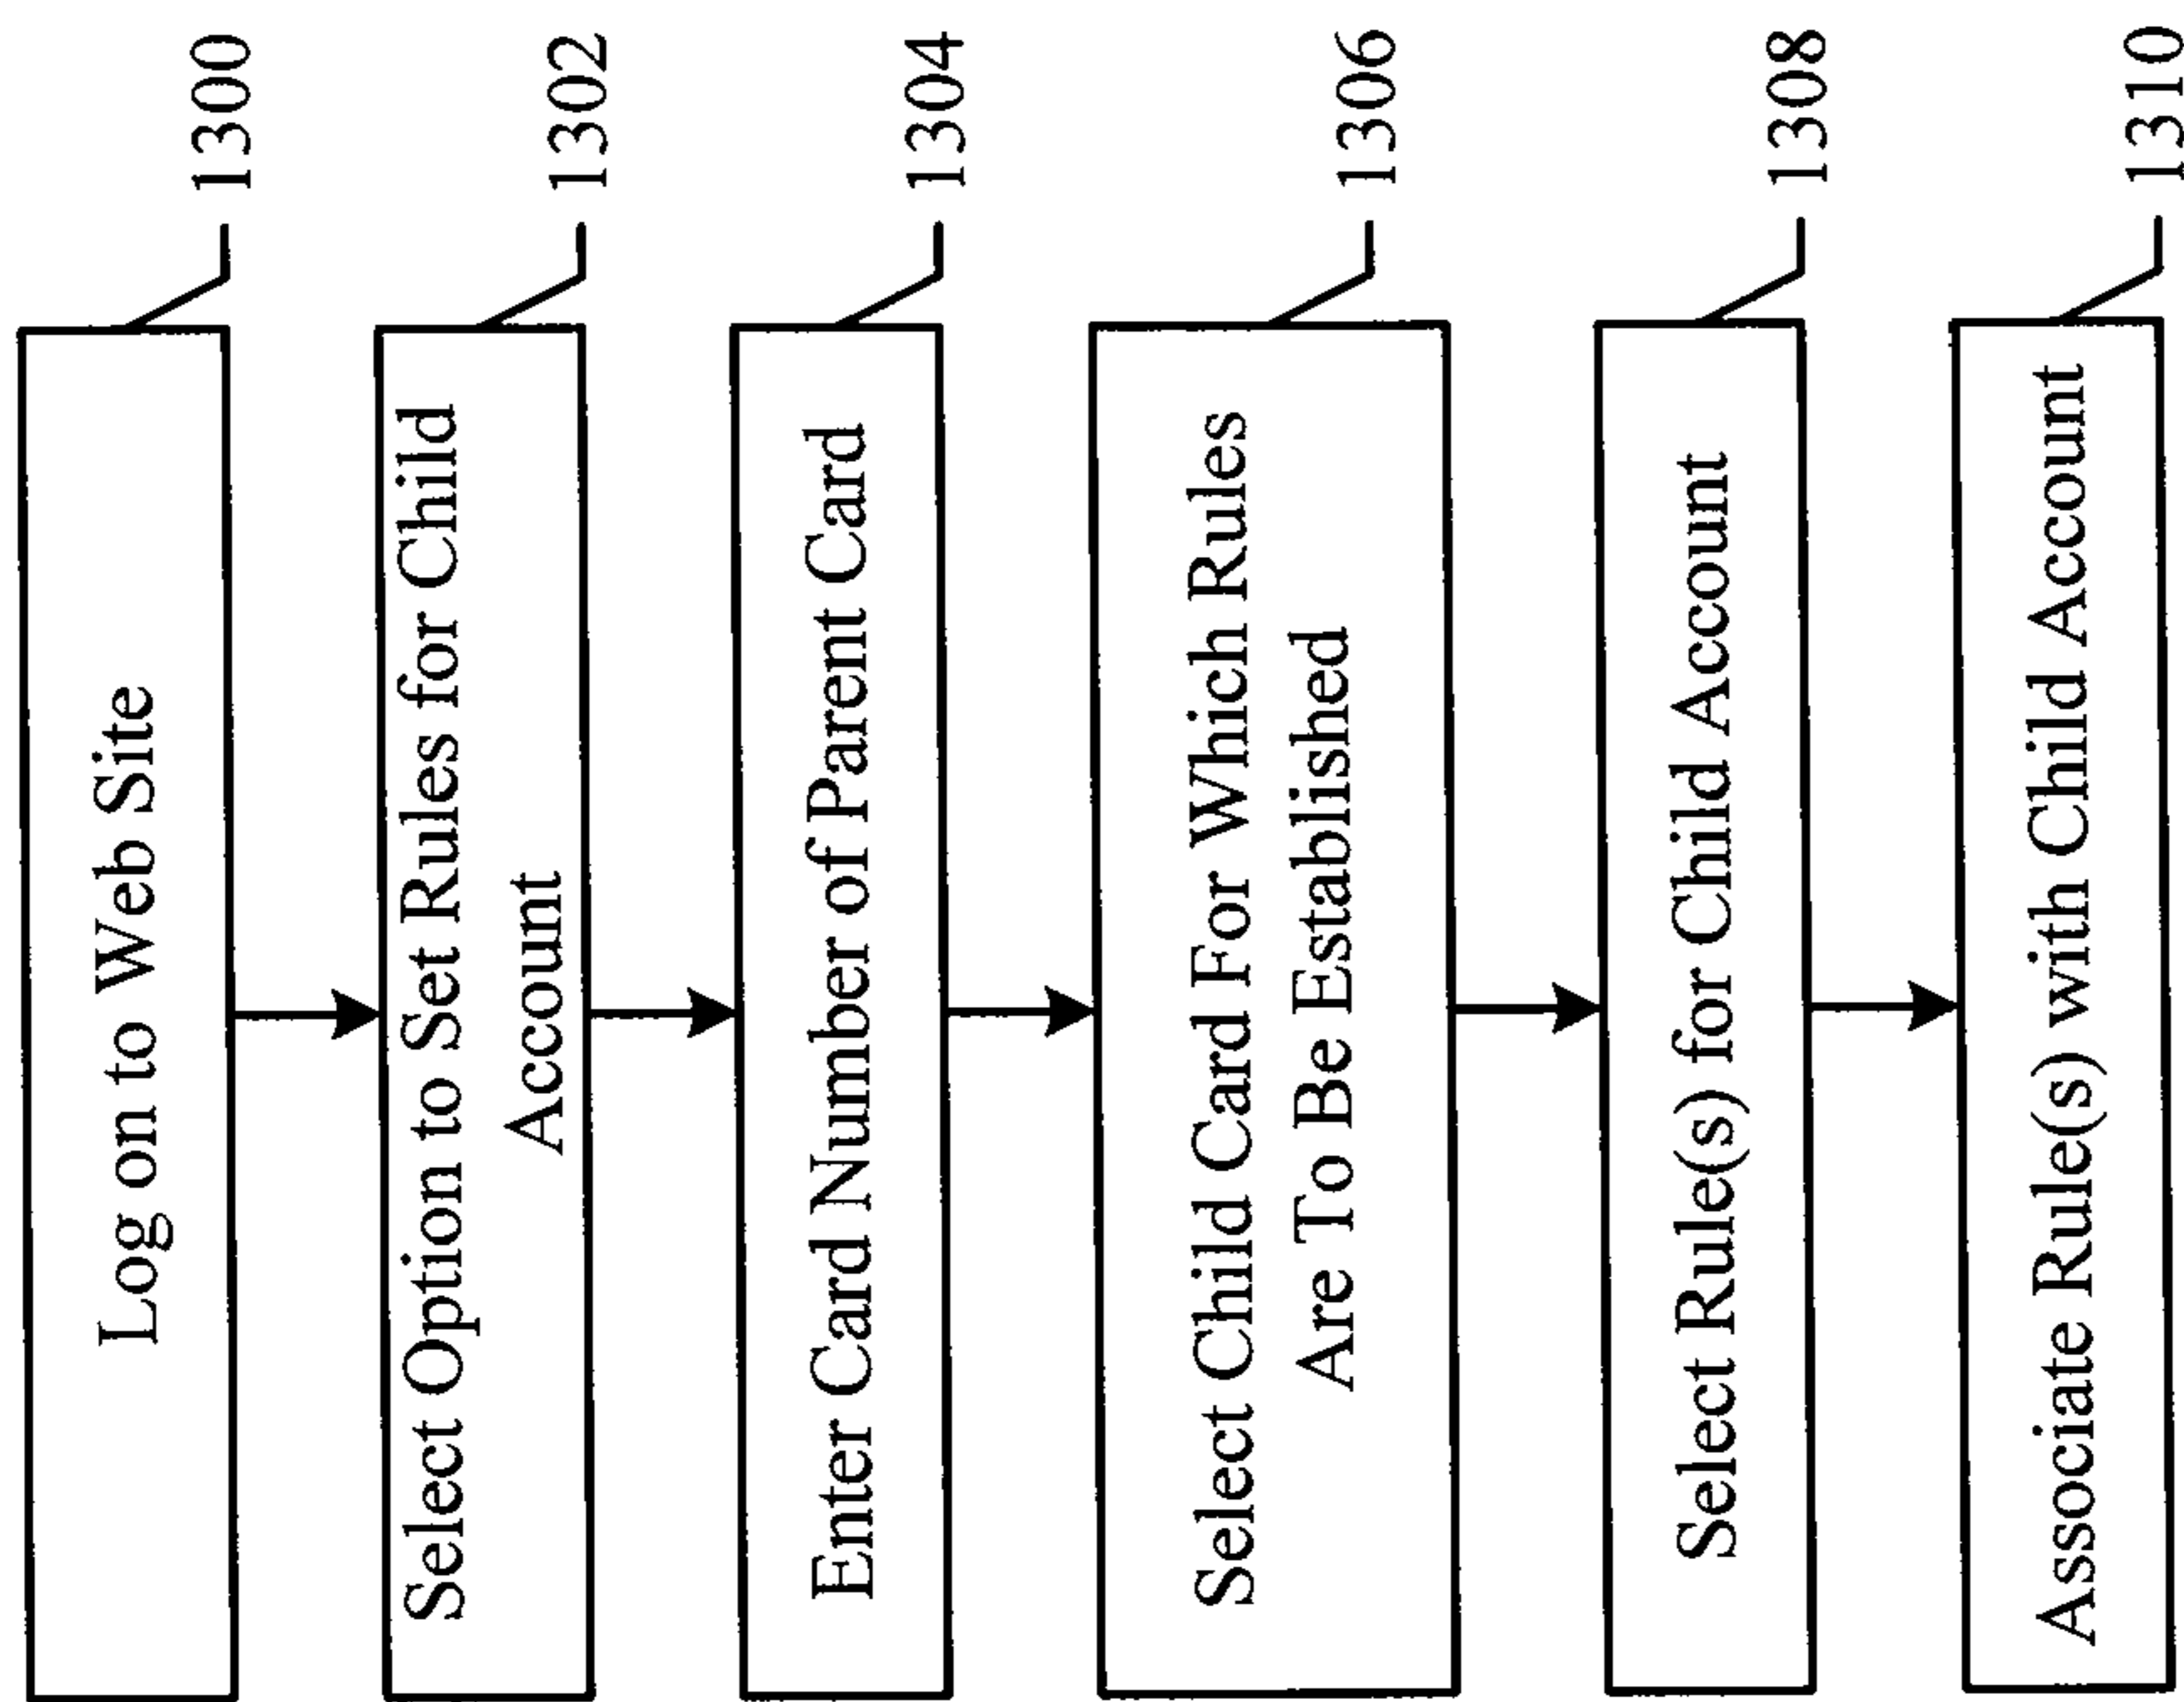 Log on to Web Site
1300
Select Option to Set Rules for Child
Account
1302
Enter Card Number of Parent Card
1304
Select Child Card For Which Rules
Are To Be Established
1306
Select Rule(s) for Child Account
1308
Associate Rule(s) with Child Account
1310